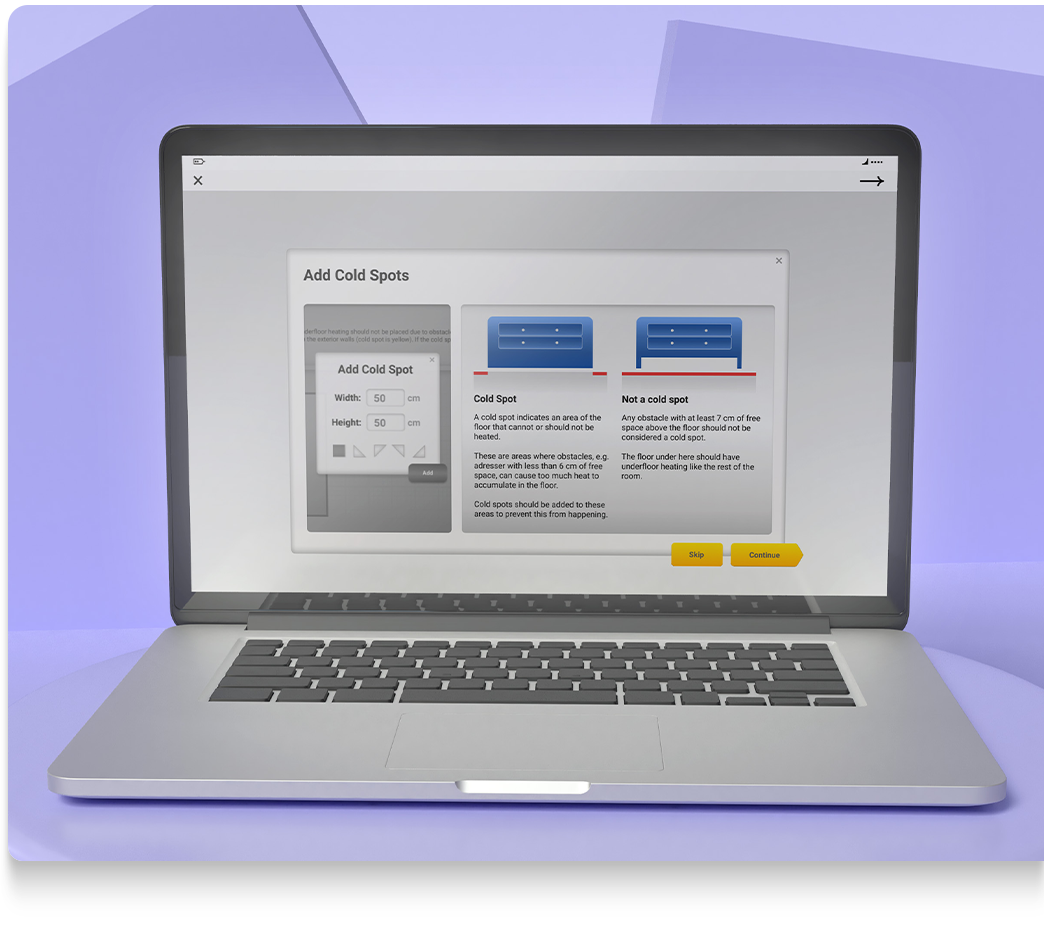 Add Cold Spots
underfloor heating should not be placed due to obstacl
the exterior walls (cold spot is yellow). If the cold sp
Add Cold Spot
Width: 50 cm
Height: 50 cm
Add
Cold Spot
A cold spot indicates an area of the
floor that cannot or should not be
heated.
These are areas where obstacles, e.g.
adresser with less than 6 cm of free
space, can cause too much heat to
accumulate in the floor.
Cold spots should be added to these
areas to prevent this from happening.
Not a cold spot
Any obstacle with at least 7 cm of free
space above the floor should not be
considered a cold spot.
The floor under here should have
underfloor heating like the rest of the
room.
Skip
Continue